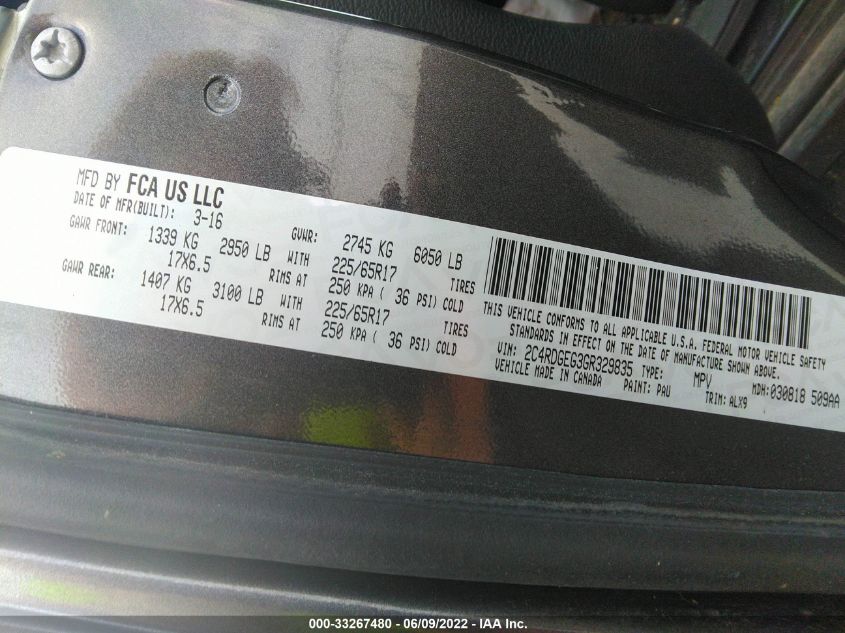 MFD BY FCA US LLC
DATE OF MFR(BUILT): 3-16 GVWR: 2745 KG 6050 LB
GAWR FRONT: 1339 KG 2950 LB WITH 225/65R17 TIRES
17X6.5 RIMS AT 250 KPA ( 36 PSI) COLD
GAWR REAR: 1407 KG 3100 LB WITH 225/65R17 TIRES
17X6.5 RIMS AT 250 KPA ( 36 PSI) COLD
THIS VEHICLE CONFORMS TO ALL APPLICABLE U.S.A. FEDERAL MOTOR VEHICLE SAFETY
STANDARDS IN EFFECT ON THE DATE OF MANUFACTURE SHOWN ABOVE.
VIN: 2C4RDGEG3GR329835 TYPE: MPV MDH:030818 509AA
VEHICLE MADE IN CANADA PAINT: PAU TRIM: ALX9
000-33267480 - 06/09/2022 - IAA Inc.